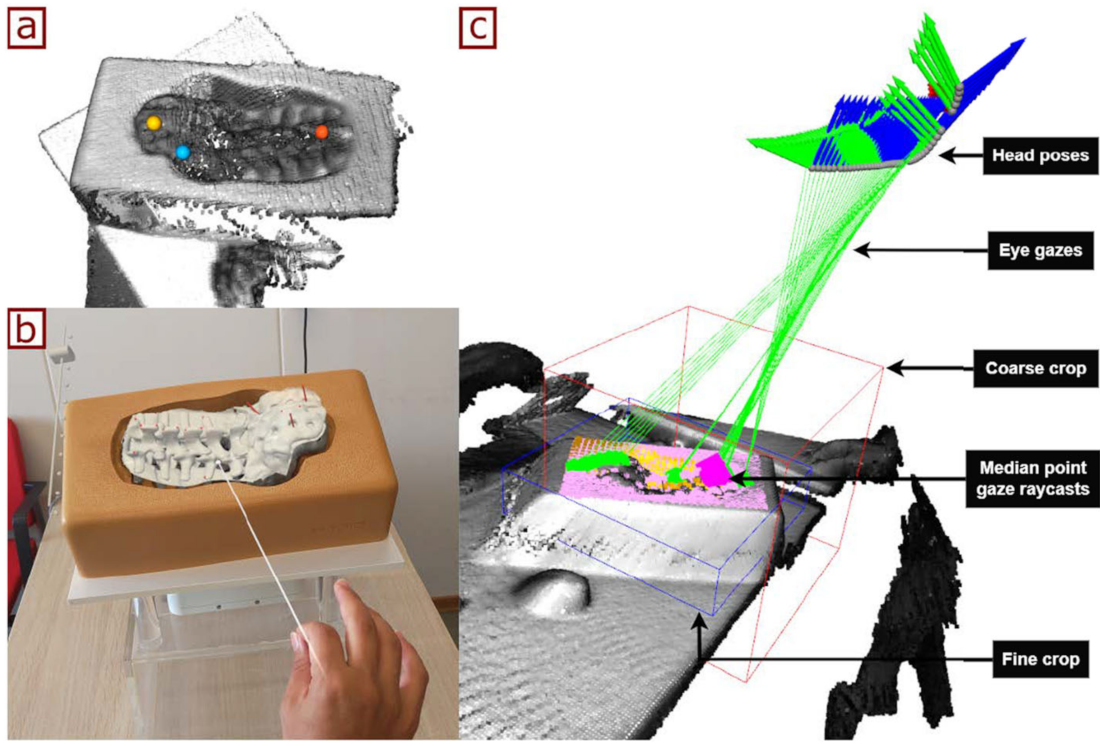 a
b
c
Head poses
Eye gazes
Coarse crop
Median point
gaze raycasts
Fine crop